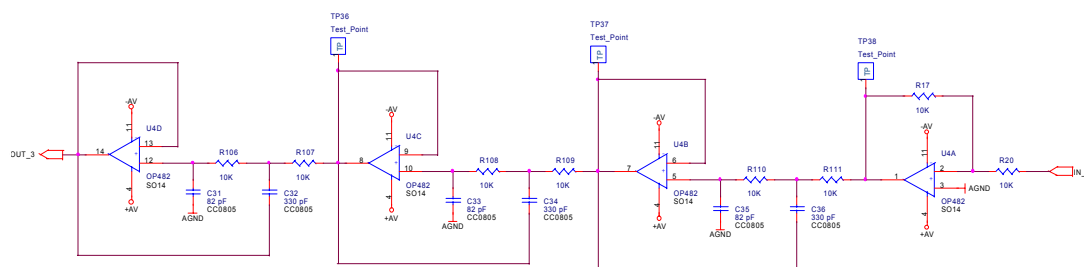 TP36
Test_Point
TP
TP37
Test_Point
TP
TP38
Test_Point
TP
R17
10K
-AV
11
U4D
13
14
12
OP482
SO14
4
+AV
OUT_3
R106
10K
R107
10K
C31
82 pF
CC0805
AGND
C32
330 pF
CC0805
-AV
11
U4C
9
8
10
OP482
SO14
4
+AV
R108
10K
R109
10K
C33
82 pF
CC0805
AGND
C34
330 pF
CC0805
-AV
11
U4B
6
7
5
OP482
SO14
4
+AV
R110
10K
R111
10K
C35
82 pF
CC0805
AGND
C36
330 pF
CC0805
-AV
11
U4A
2
1
3
AGND
OP482
SO14
4
+AV
R20
10K
IN_